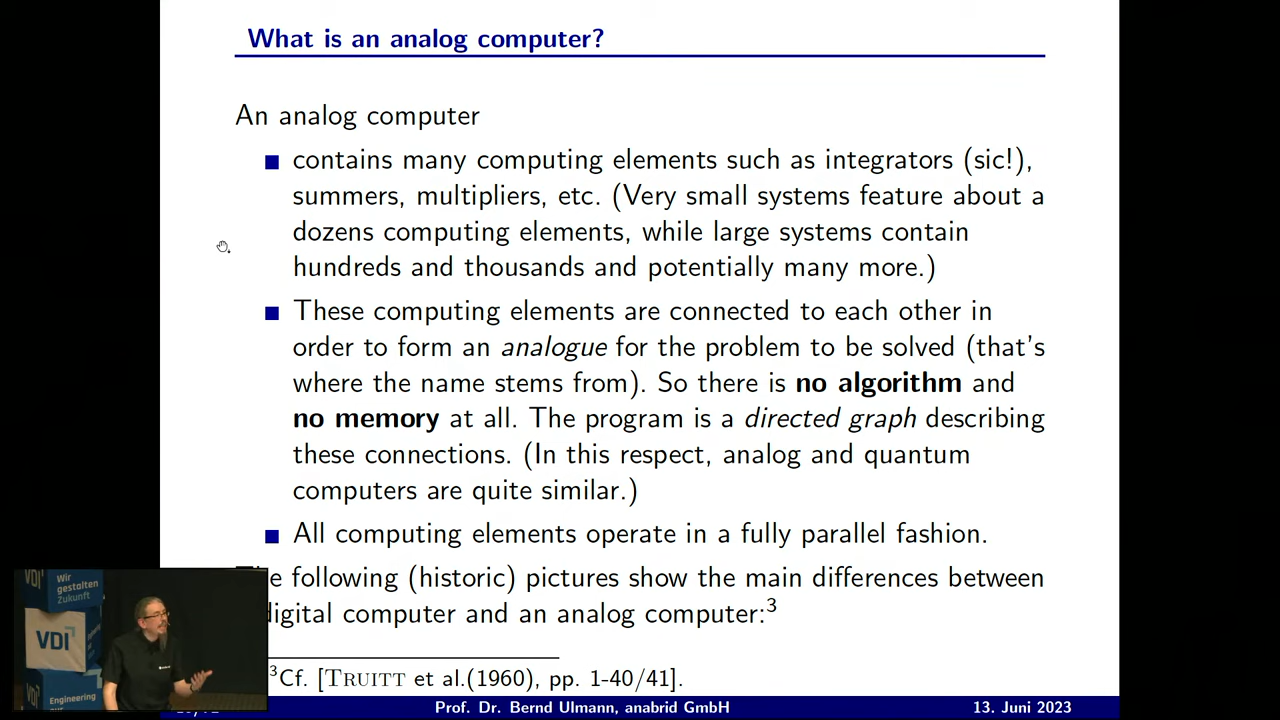 What is an analog computer?
An analog computer
contains many computing elements such as integrators (sic!),
summers, multipliers, etc. (Very small systems feature about a
dozens computing elements, while large systems contain
hundreds and thousands and potentially many more.)
These computing elements are connected to each other in
order to form an analogue for the problem to be solved (that's
where the name stems from). So there is no algorithm and
no memory at all. The program is a directed graph describing
these connections. (In this respect, analog and quantum
computers are quite similar.)
All computing elements operate in a fully parallel fashion.
following (historic) pictures show the main differences between
digital computer and an analog computer:3
3Cf. [TRUITT et al.(1960), pp. 1-40/41].
Prof. Dr. Bernd Ulmann, anabrid GmbH 13. Juni 2023
VDI
Wir
gestalten
Zukunft
VDI
VDI
Engineering